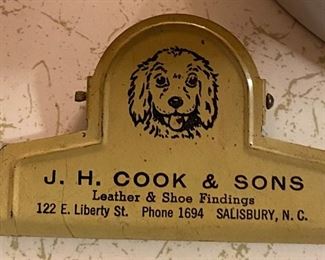 J. H. COOK & SONS
Leather & Shoe Findings
122 E. Liberty St. Phone 1694 SALISBURY, N. C.